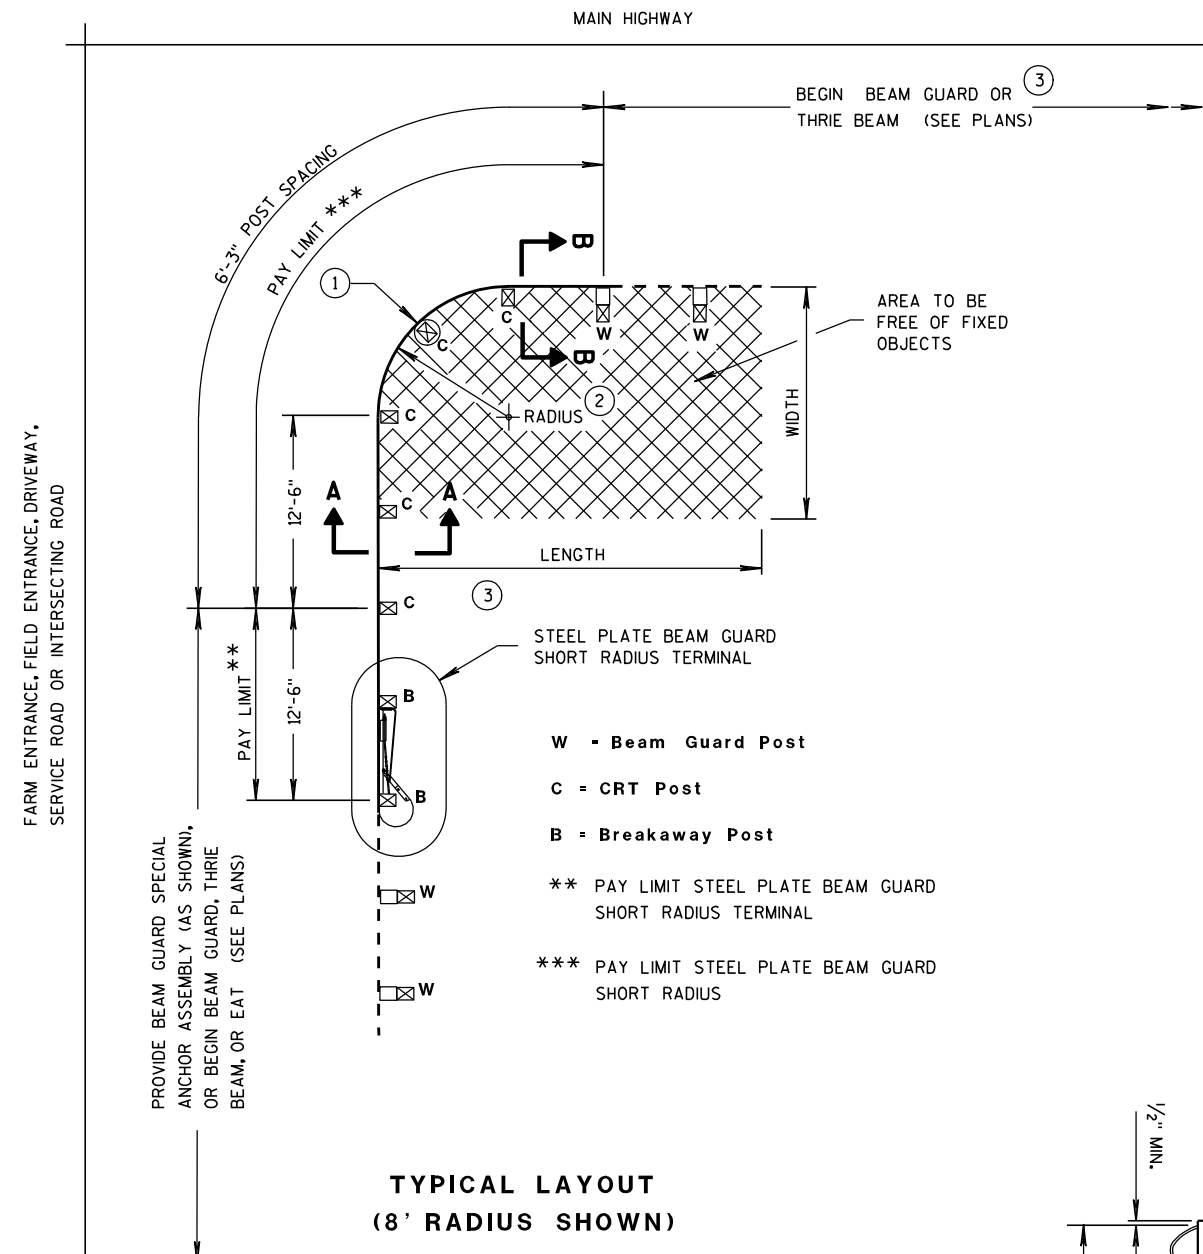 MAIN HIGHWAY
BEGIN BEAM GUARD OR
THRIE BEAM (SEE PLANS)
3
6'-3" POST SPACING
PAY LIMIT ***
1
B
C
W
W
B
C
AREA TO BE
FREE OF FIXED
OBJECTS
2
RADIUS
C
WIDTH
12'-6"
A
A
C
LENGTH
3
C
FARM ENTRANCE, FIELD ENTRANCE, DRIVEWAY,
SERVICE ROAD OR INTERSECTING ROAD
STEEL PLATE BEAM GUARD
SHORT RADIUS TERMINAL
PAY LIMIT **
12'-6"
B
B
W - Beam Guard Post
C = CRT Post
B = Breakaway Post
** PAY LIMIT STEEL PLATE BEAM GUARD
SHORT RADIUS TERMINAL
W
*** PAY LIMIT STEEL PLATE BEAM GUARD
SHORT RADIUS
W
PROVIDE BEAM GUARD SPECIAL
ANCHOR ASSEMBLY (AS SHOWN),
OR BEGIN BEAM GUARD, THRIE
BEAM, OR EAT (SEE PLANS)
1/2" MIN.
TYPICAL LAYOUT
(8' RADIUS SHOWN)